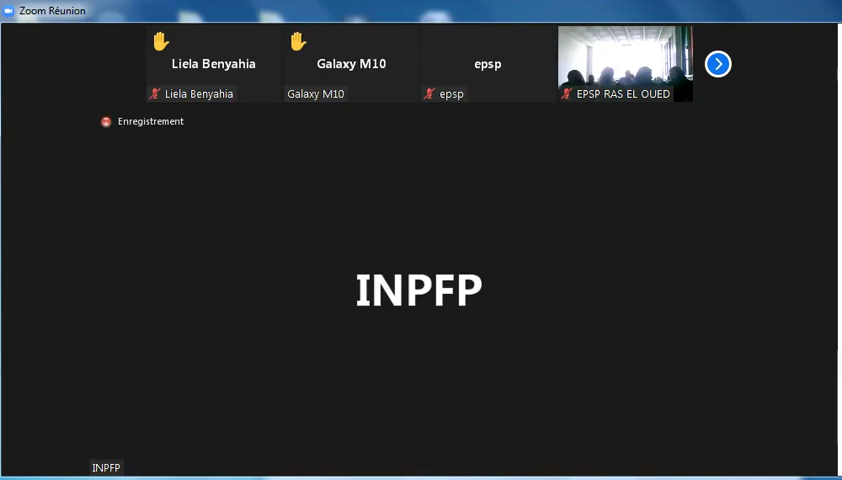 Zoom Réunion
Liela Benyahia
Galaxy M10
epsp
Liela Benyahia
Galaxy M10
epsp
EPSP RAS EL OUED
Enregistrement
INPFP
INPFP